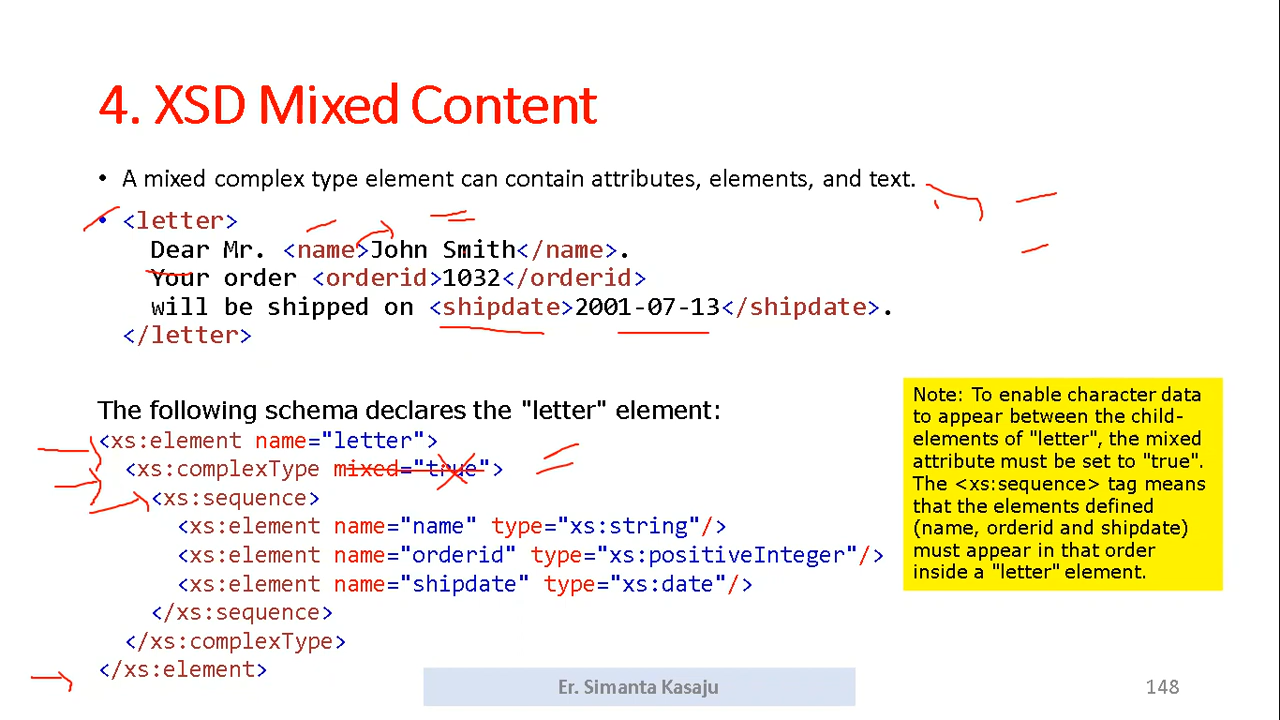 4. XSD Mixed Content
• A mixed complex type element can contain attributes, elements, and text.
• <letter>
Dear Mr. <name>John Smith</name>.
Your order <orderid>1032</orderid>
will be shipped on <shipdate>2001-07-13</shipdate>.
</letter>
The following schema declares the "letter" element:
<xs:element name="letter">
<xs:complexType mixed="true">
<xs:sequence>
<xs:element name="name" type="xs:string"/>
<xs:element name="orderid" type="xs:positiveInteger"/>
<xs:element name="shipdate" type="xs:date"/>
</xs:sequence>
</xs:complexType>
</xs:element>
Note: To enable character data
to appear between the child-
elements of "letter", the mixed
attribute must be set to "true".
The <xs:sequence> tag means
that the elements defined
(name, orderid and shipdate)
must appear in that order
inside a "letter" element.
Er. Simanta Kasaju
148